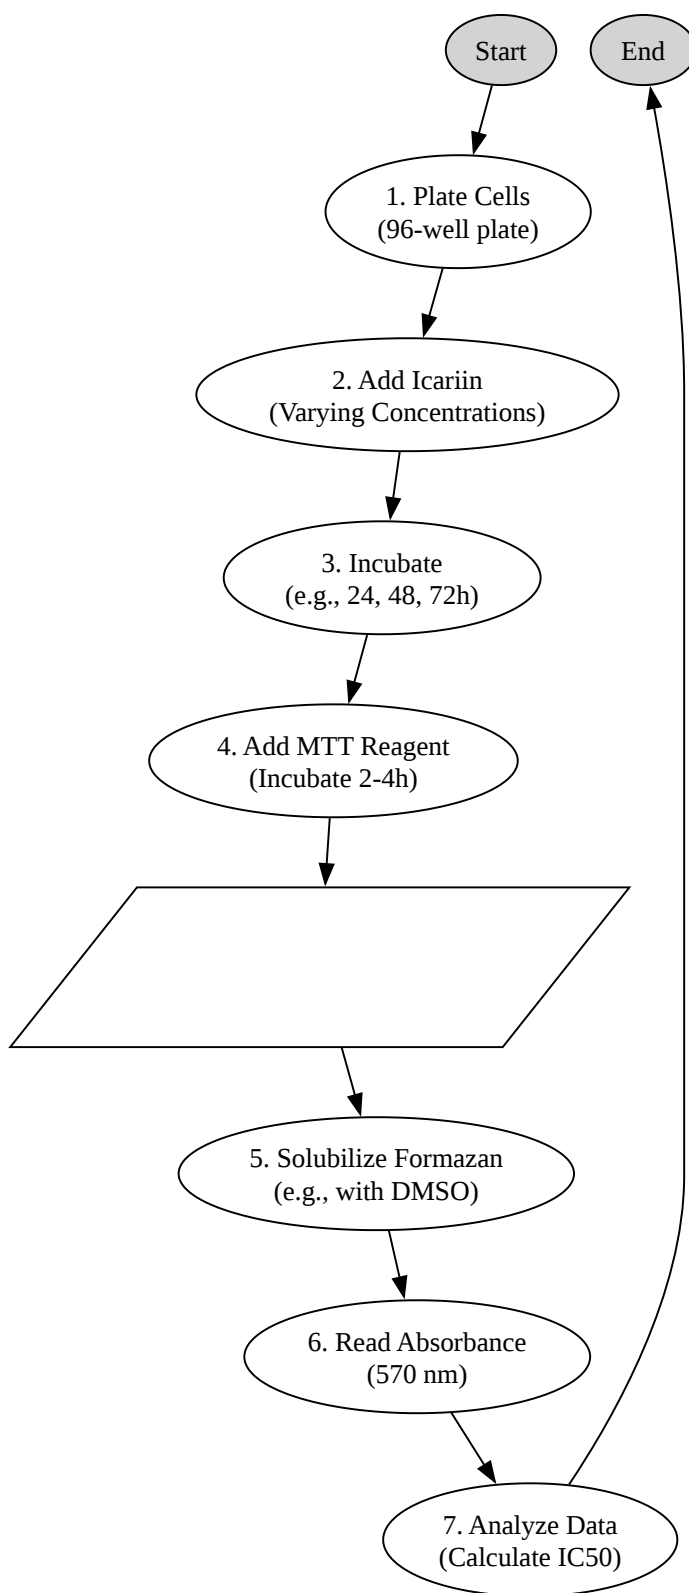 Start
End
1. Plate Cells
(96-well plate)
2. Add Icariin
(Varying Concentrations)
3. Incubate
(e.g., 24, 48, 72h)
4. Add MTT Reagent
(Incubate 2-4h)
5. Solubilize Formazan
(e.g., with DMSO)
6. Read Absorbance
(570 nm)
7. Analyze Data
(Calculate IC50)